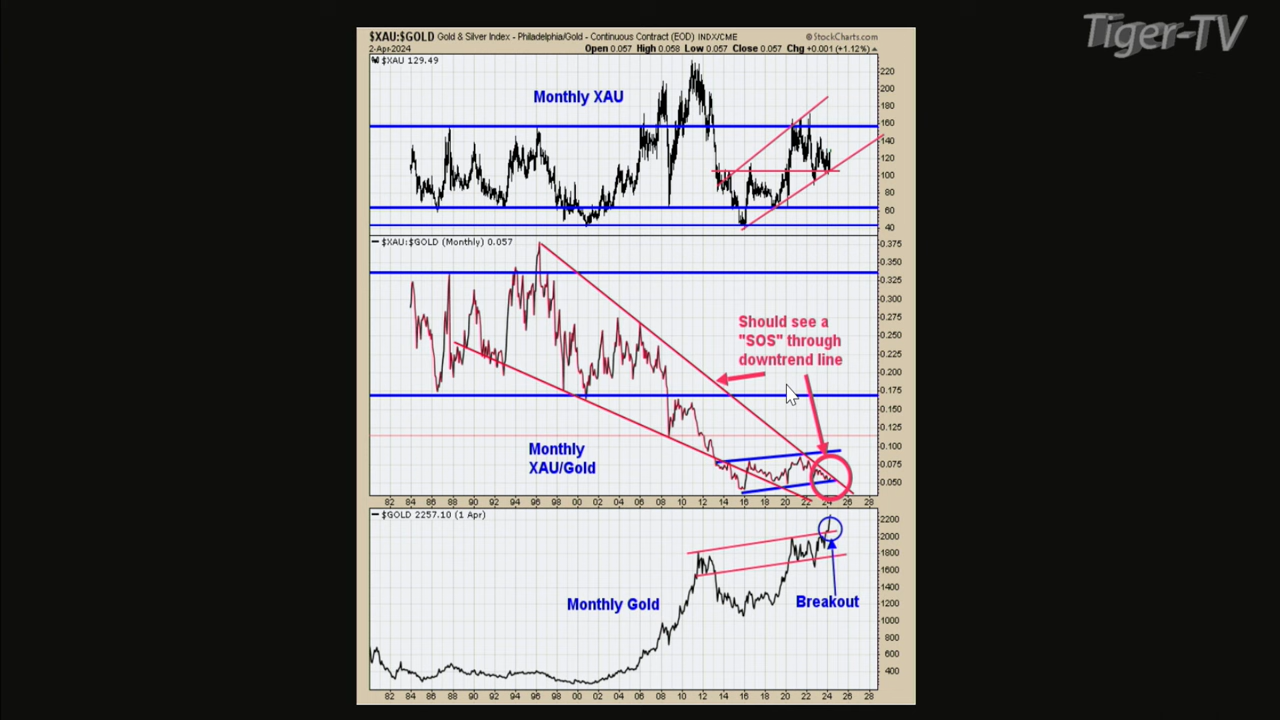 Tiger-TV
$XAU:$GOLD Gold & Silver Index - Philadelphia/Gold - Continuous Contract (EOD) INDX/CME
© StockCharts.com
2-Apr-2024
Open 0.057 High 0.058 Low 0.057 Close 0.057 Chg +0.001 (+1.12%)
$XAU 129.49
Monthly XAU
220
200
180
160
140
120
100
80
60
40
$XAU:$GOLD (Monthly) 0.057
0.375
0.350
0.325
0.300
0.275
0.250
0.225
0.200
0.175
0.150
0.125
0.100
0.075
0.050
Should see a
"SOS" through
downtrend line
Monthly
XAU/Gold
82 84 86 88 90 92 94 96 98 00 02 04 06 08 10 12 14 16 18 20 22 24 26 28
$GOLD 2257.10 (1 Apr)
2200
2000
1800
1600
1400
1200
1000
800
600
400
Monthly Gold
Breakout
82 84 86 88 90 92 94 96 98 00 02 04 06 08 10 12 14 16 18 20 22 24 26 28